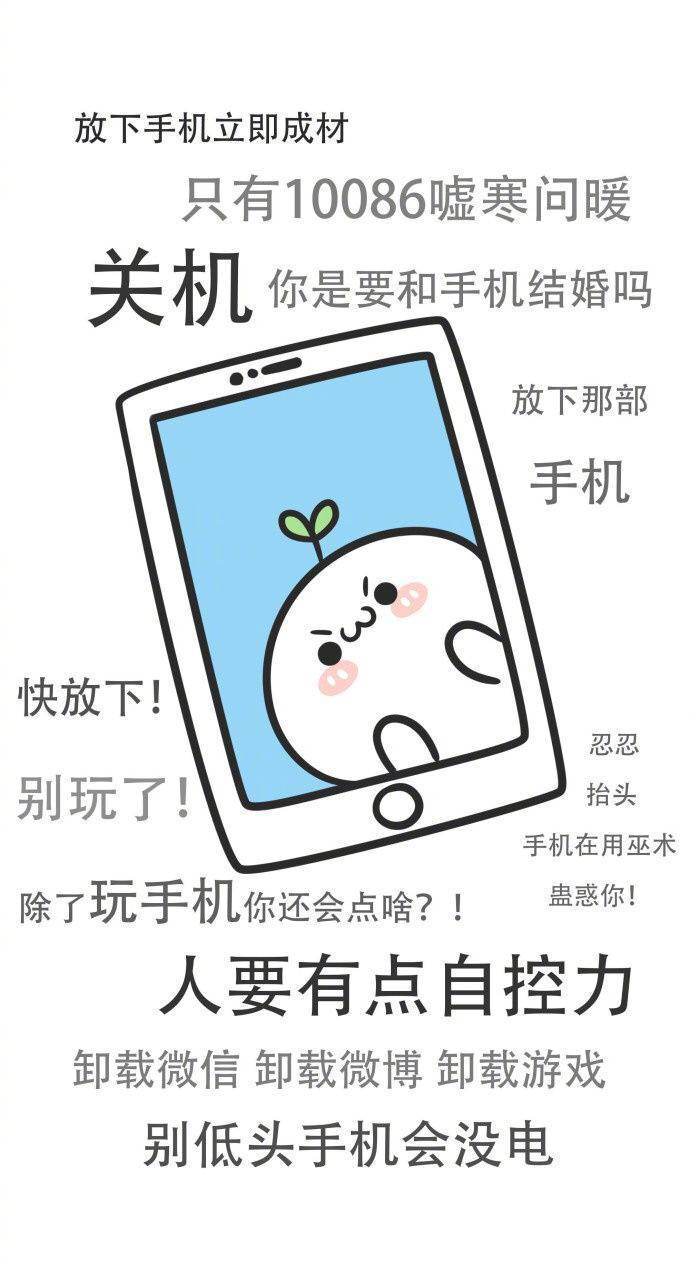 放下手机立即成材
只有10086嘘寒问暖
关机 你是要和手机结婚吗
放下那部
手机
快放下！
别玩了！
忍忍
抬头
手机在用巫术
蛊惑你！
除了玩手机你还会点啥？！
人要有点自控力
卸载微信 卸载微博 卸载游戏
别低头手机会没电